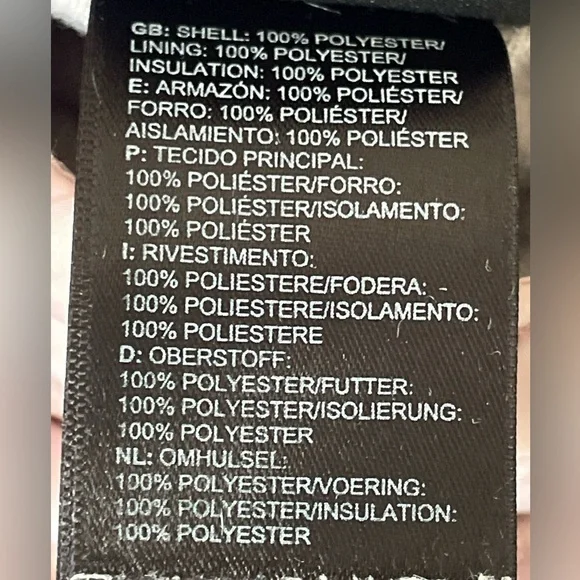 GB: SHELL: 100% POLYESTER/
LINING: 100% POLYESTER/
INSULATION: 100% POLYESTER
E: ARMAZÓN: 100% POLIÉSTER/
FORRO: 100% POLIÉSTER/
AISLAMIENTO: 100% POLIÉSTER
P: TECIDO PRINCIPAL:
100% POLIÉSTER/FORRO:
100% POLIÉSTER/ISOLAMENTO:
100% POLIÉSTER
I: RIVESTIMENTO:
100% POLIESTERE/FODERA:
100% POLIESTERE/ISOLAMENTO:
100% POLIESTERE
D: OBERSTOFF:
100% POLYESTER/FUTTER:
100% POLYESTER/ISOLIERUNG:
100% POLYESTER
NL: OMHULSEL:
100% POLYESTER/VOERING:
100% POLYESTER/INSULATION:
100% POLYESTER